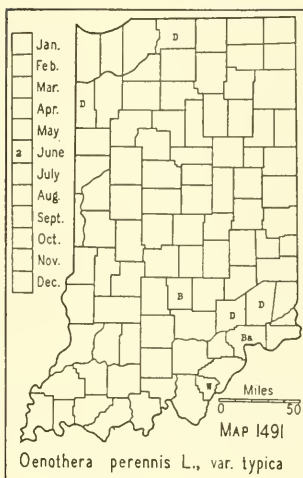 Jan.
Feb.
Mar.
Apr.
May
2 June
July
Aug.
Sept.
Oct.
Nov.
Dec.
D
D
B
D
D
Ba
W
Miles
0 50
MAP 1491
Oenothera perennis L., var. typica